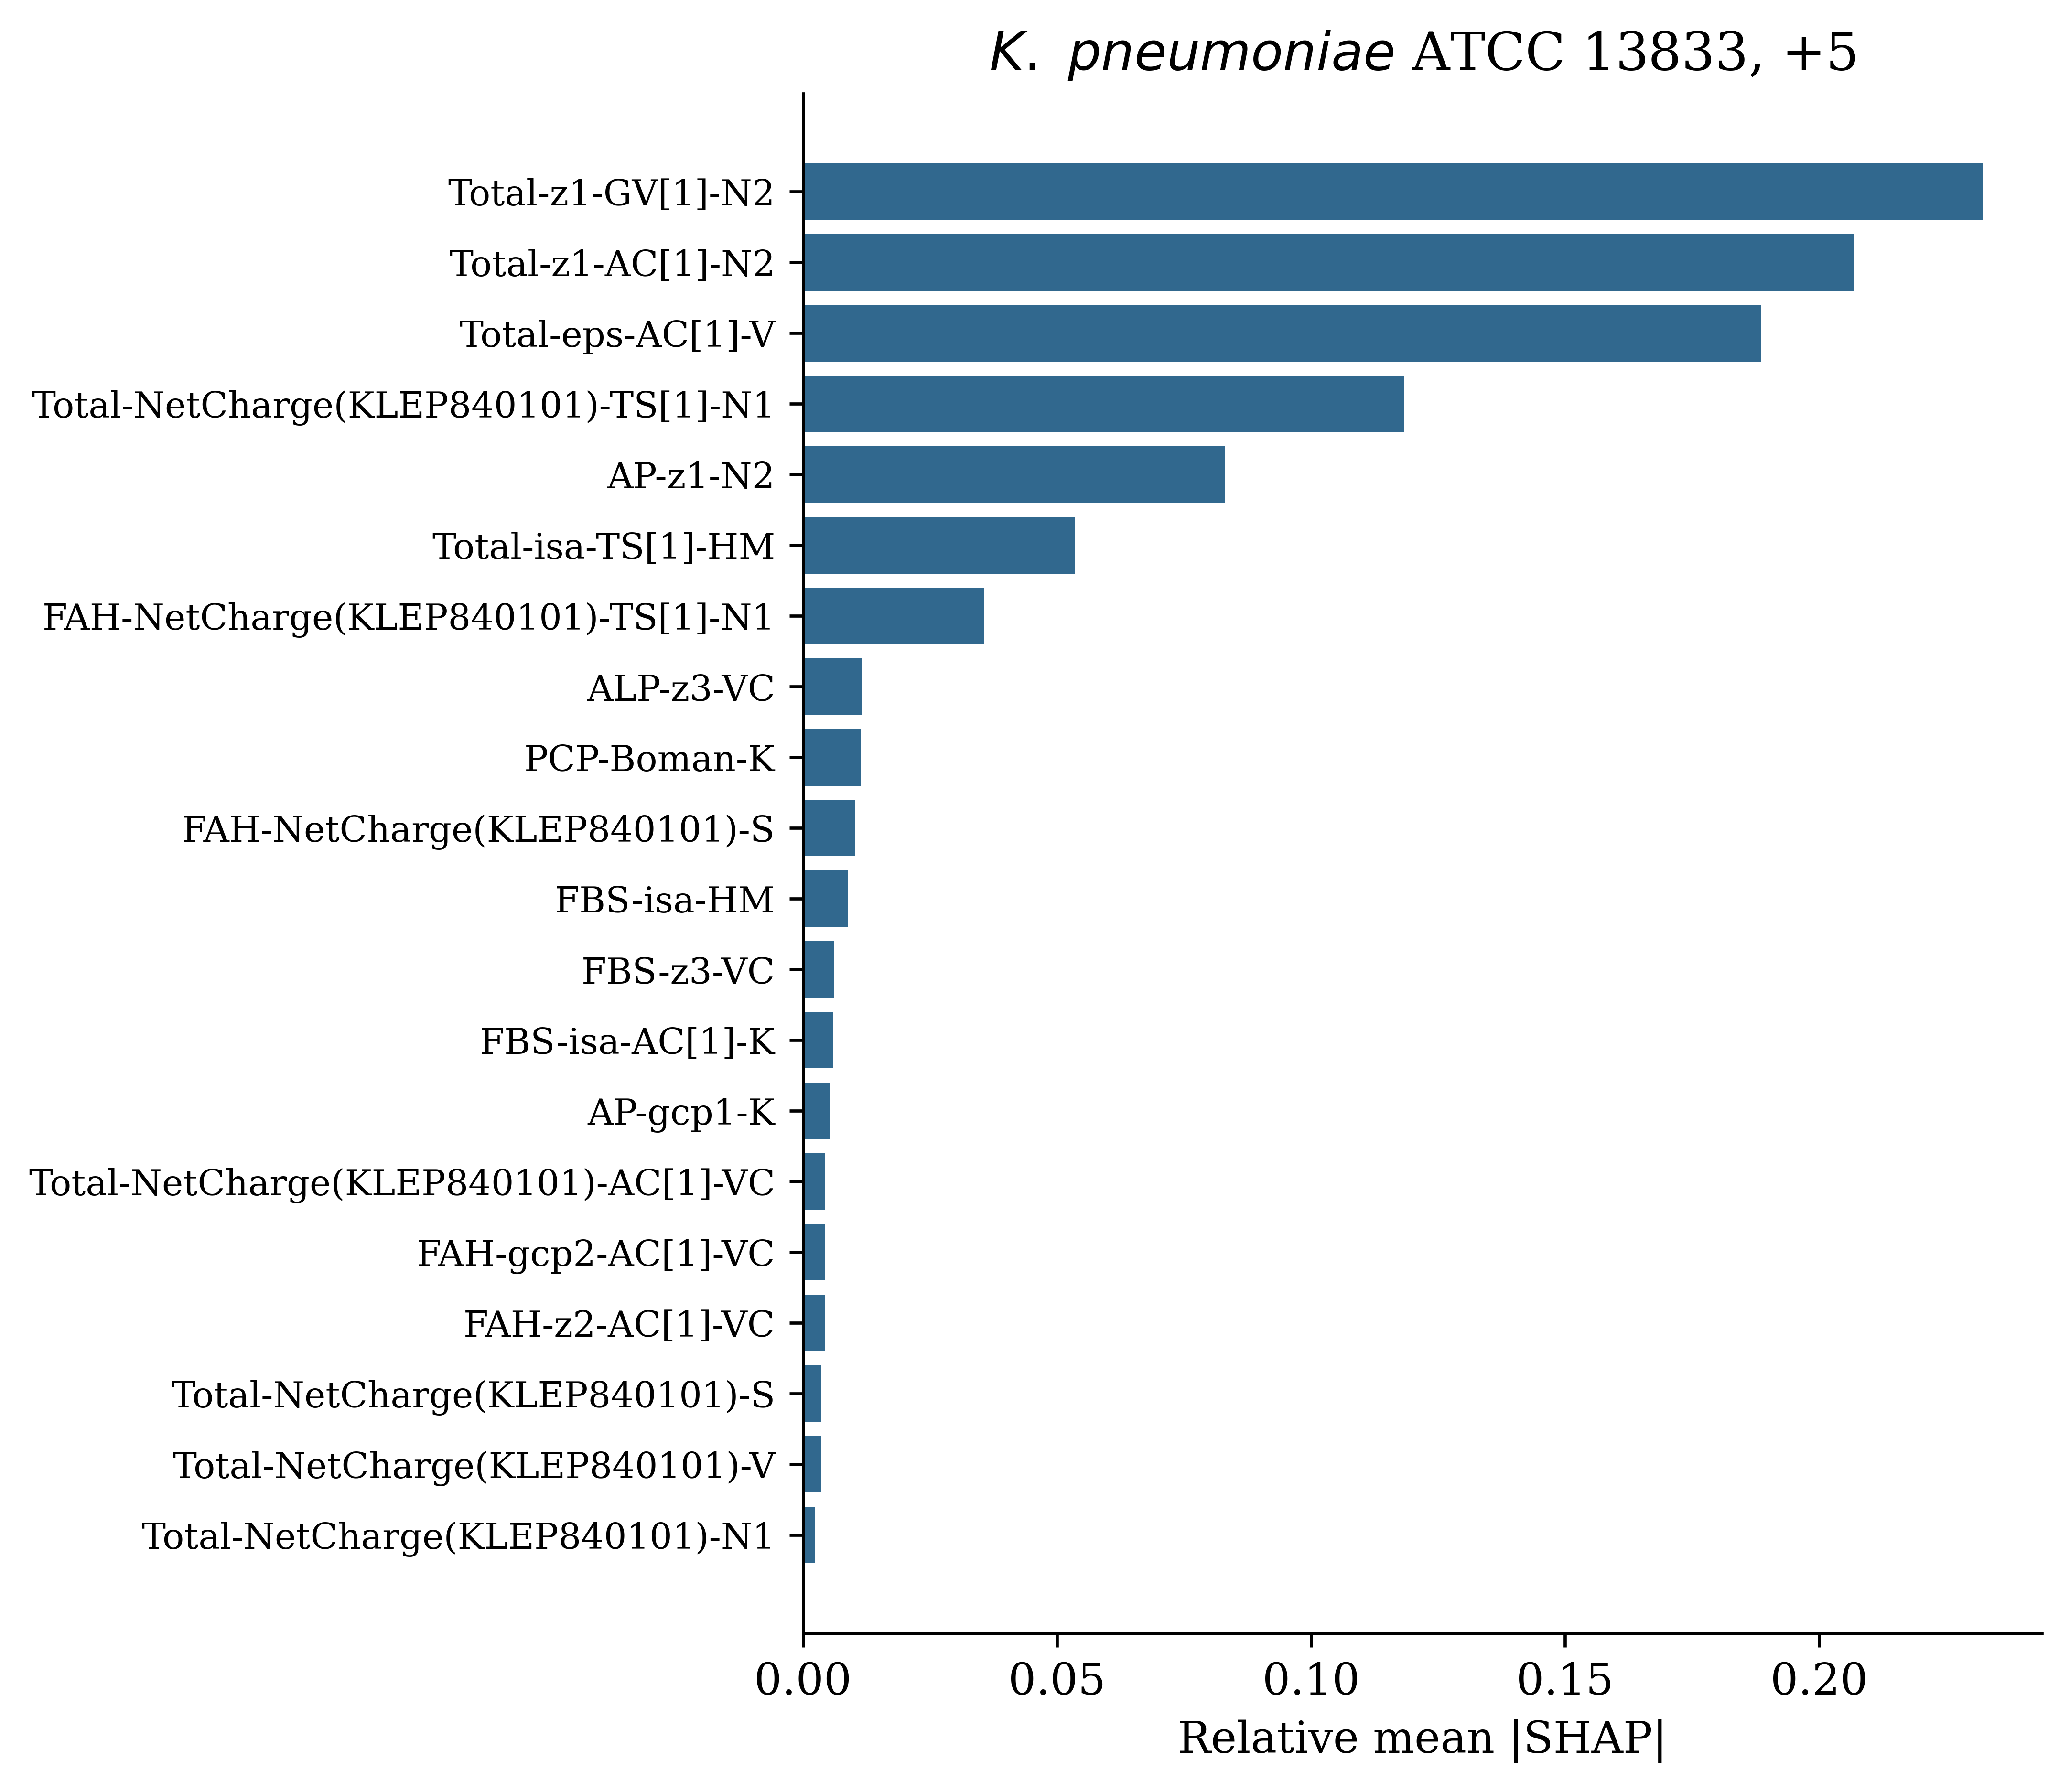 K. pneumoniae ATCC 13833, +5
Total-z1-GV[1]-N2
Total-z1-AC[1]-N2
Total-eps-AC[1]-V
Total-NetCharge(KLEP840101)-TS[1]-N1
AP-z1-N2
Total-isa-TS[1]-HM
FAH-NetCharge(KLEP840101)-TS[1]-N1
ALP-z3-VC
PCP-Boman-K
FAH-NetCharge(KLEP840101)-S
FBS-isa-HM
FBS-z3-VC
FBS-isa-AC[1]-K
AP-gcp1-K
Total-NetCharge(KLEP840101)-AC[1]-VC
FAH-gcp2-AC[1]-VC
FAH-z2-AC[1]-VC
Total-NetCharge(KLEP840101)-S
Total-NetCharge(KLEP840101)-V
Total-NetCharge(KLEP840101)-N1
0.00 0.05 0.10 0.15 0.20
Relative mean |SHAP|